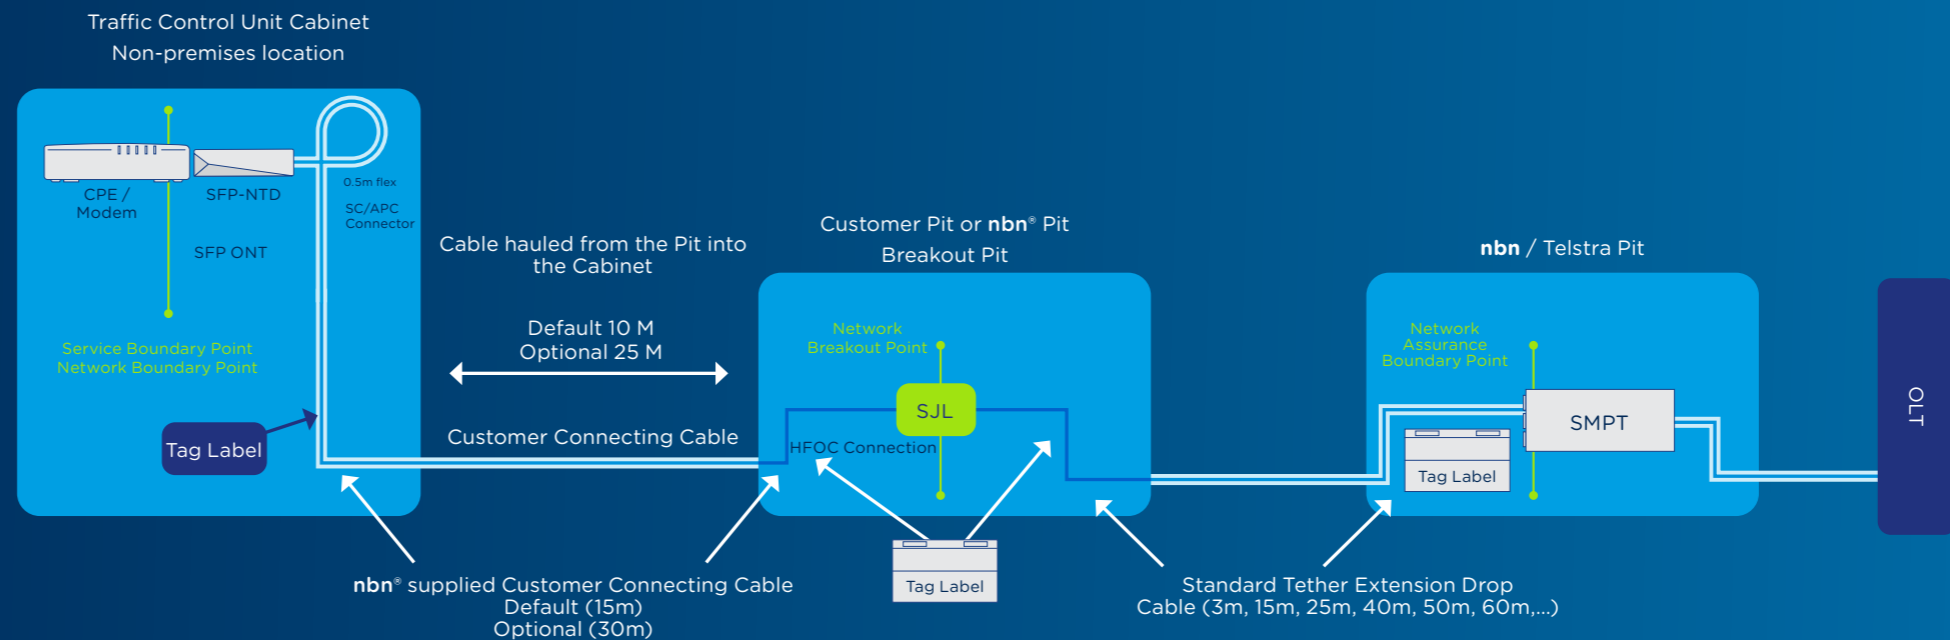 Traffic Control Unit Cabinet
Non-premises location
CPE /
Modem
SFP-NTD
0.5m flex
SC/APC
Connector
SFP ONT
Service Boundary Point
Network Boundary Point
Tag Label
Cable hauled from the Pit into
the Cabinet
Default 10 M
Optional 25 M
Customer Connecting Cable
nbn® supplied Customer Connecting Cable
Default (15m)
Optional (30m)
Customer Pit or nbn® Pit
Breakout Pit
Network
Breakout Point
SJL
HFOC Connection
Tag Label
nbn / Telstra Pit
Network
Assurance
Boundary Point
SMPT
Tag Label
Standard Tether Extension Drop
Cable (3m, 15m, 25m, 40m, 50m, 60m,...)
OLT